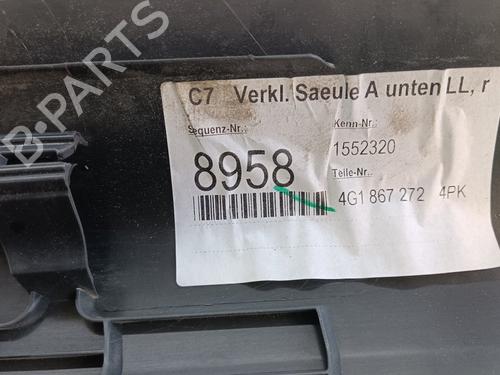 B-PARTS
C7 Verkl. Saeule A unten LL, r
Sequenz-Nr.: Kenn-Nr.:
8958 1552320
Teile-Nr.:
4G1 867 272 4PK